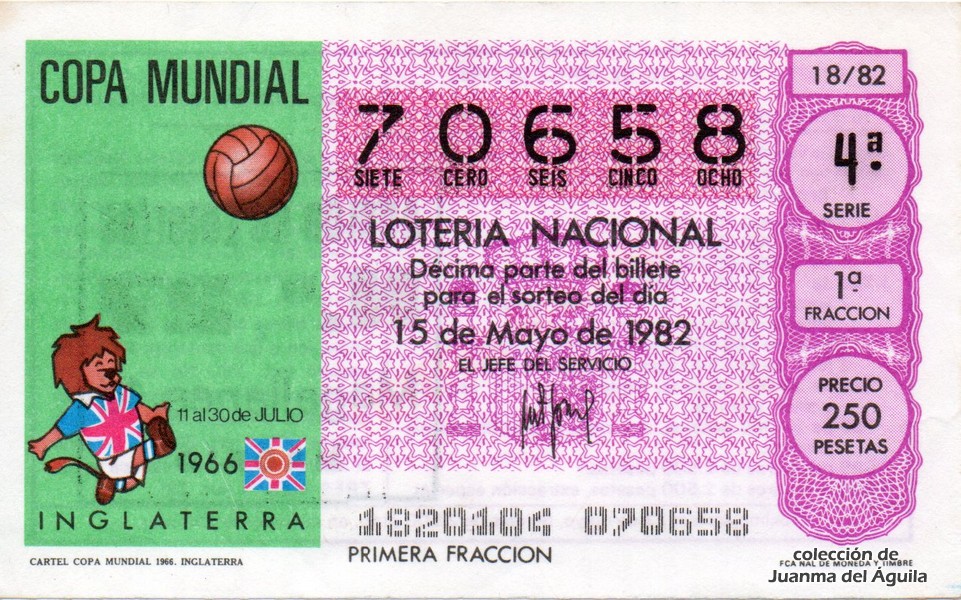 COPA MUNDIAL
11 al 30 de JULIO
1966
INGLATERRA
CARTEL COPA MUNDIAL 1966. INGLATERRA
70658
SIETE CERO SEIS CINCO OCHO
LOTERIA NACIONAL
Décima parte del billete
para el sorteo del día
15 de Mayo de 1982
EL JEFE DEL SERVICIO
1820104 070658
PRIMERA FRACCION
18/82
4ª
SERIE
1ª
FRACCION
PRECIO
250
PESETAS
FCA NAL DE MONEDA Y TIMBRE
colección de
Juanma del Águila